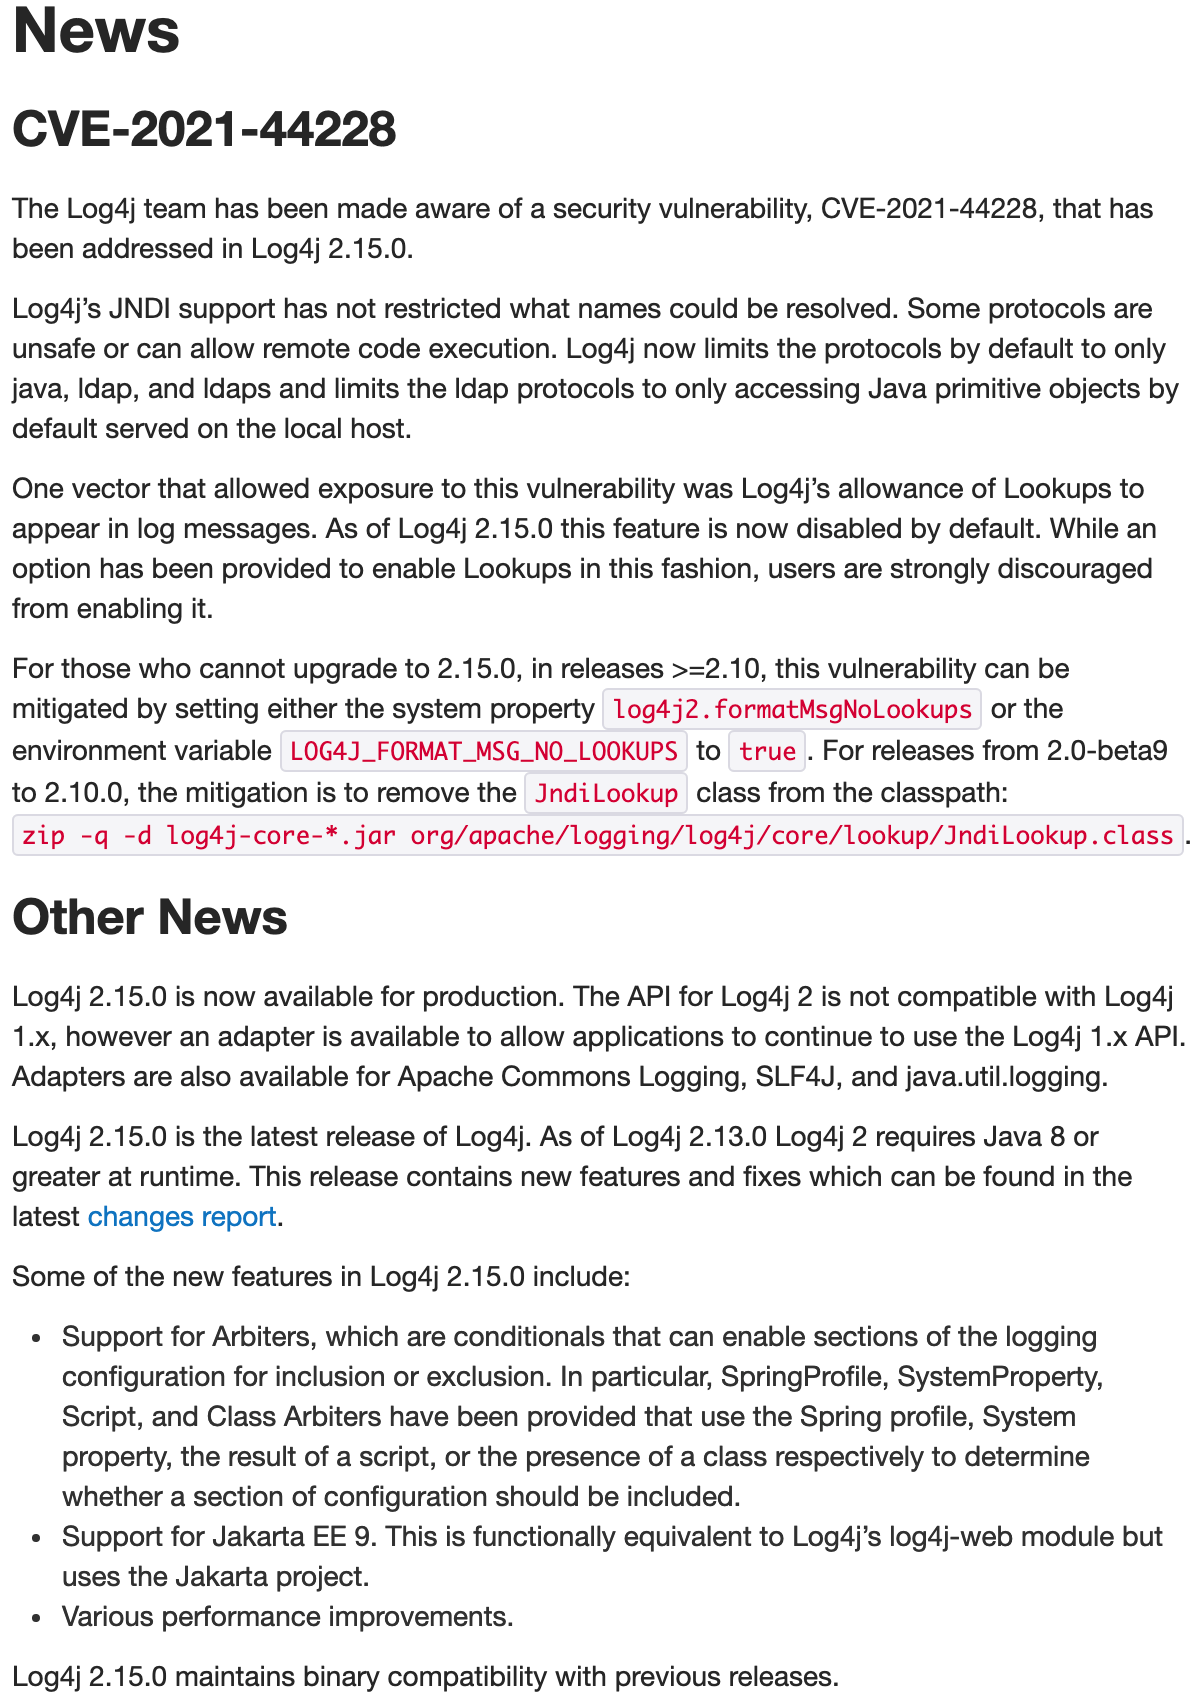 News
CVE-2021-44228
The Log4j team has been made aware of a security vulnerability, CVE-2021-44228, that has
been addressed in Log4j 2.15.0.
Log4j’s JNDI support has not restricted what names could be resolved. Some protocols are
unsafe or can allow remote code execution. Log4j now limits the protocols by default to only
java, ldap, and ldaps and limits the ldap protocols to only accessing Java primitive objects by
default served on the local host.
One vector that allowed exposure to this vulnerability was Log4j’s allowance of Lookups to
appear in log messages. As of Log4j 2.15.0 this feature is now disabled by default. While an
option has been provided to enable Lookups in this fashion, users are strongly discouraged
from enabling it.
For those who cannot upgrade to 2.15.0, in releases >=2.10, this vulnerability can be
mitigated by setting either the system property log4j2.formatMsgNoLookups or the
environment variable LOG4J_FORMAT_MSG_NO_LOOKUPS to true. For releases from 2.0-beta9
to 2.10.0, the mitigation is to remove the JndiLookup class from the classpath:
zip -q -d log4j-core-*.jar org/apache/logging/log4j/core/lookup/JndiLookup.class.
Other News
Log4j 2.15.0 is now available for production. The API for Log4j 2 is not compatible with Log4j
1.x, however an adapter is available to allow applications to continue to use the Log4j 1.x API.
Adapters are also available for Apache Commons Logging, SLF4J, and java.util.logging.
Log4j 2.15.0 is the latest release of Log4j. As of Log4j 2.13.0 Log4j 2 requires Java 8 or
greater at runtime. This release contains new features and fixes which can be found in the
latest changes report.
Some of the new features in Log4j 2.15.0 include:
• Support for Arbiters, which are conditionals that can enable sections of the logging
configuration for inclusion or exclusion. In particular, SpringProfile, SystemProperty,
Script, and Class Arbiters have been provided that use the Spring profile, System
property, the result of a script, or the presence of a class respectively to determine
whether a section of configuration should be included.
• Support for Jakarta EE 9. This is functionally equivalent to Log4j’s log4j-web module but
uses the Jakarta project.
• Various performance improvements.
Log4j 2.15.0 maintains binary compatibility with previous releases.